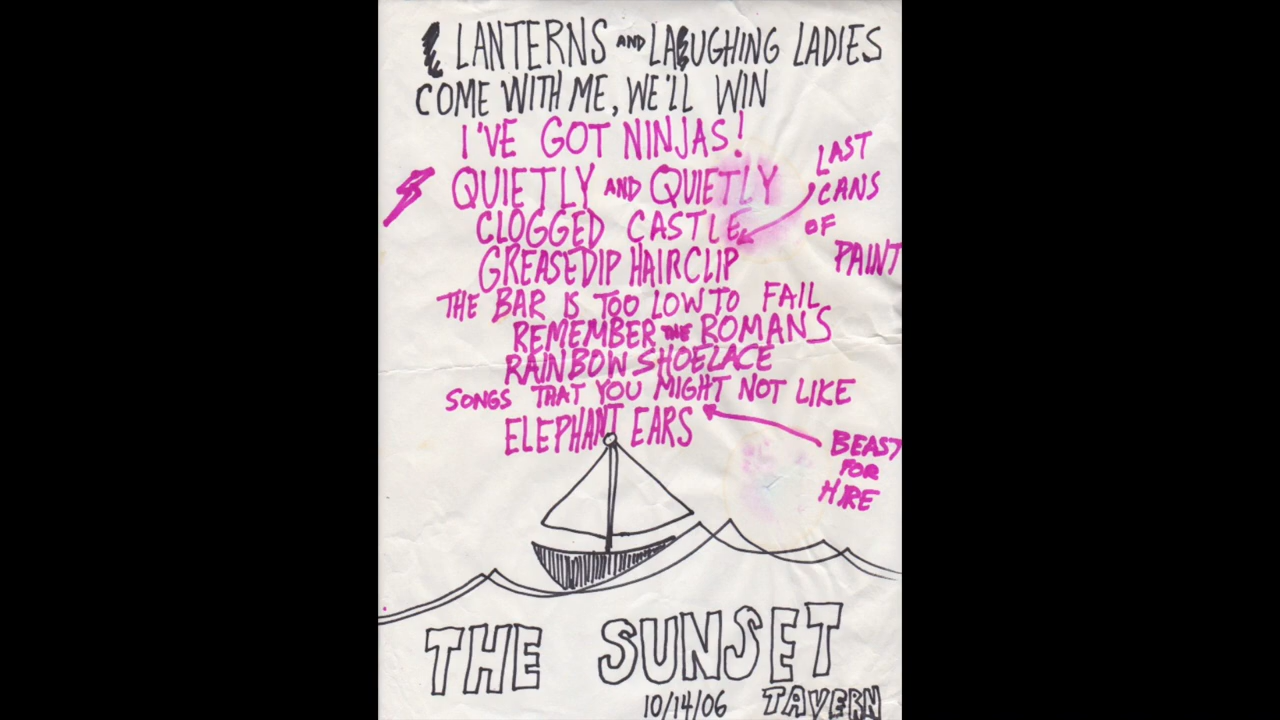 LANTERNS AND LAUGHING LADIES
COME WITH ME, WE'LL WIN
I'VE GOT NINJAS!
QUIETLY AND QUIETLY
CLOGGED CASTLE
GREASEDIP HAIRCLIP
THE BAR IS TOO LOW TO FAIL
REMEMBER THE ROMANS
RAINBOW SHOELACE
SONGS THAT YOU MIGHT NOT LIKE
ELEPHANT EARS
LAST
CANS
OF
PAINT
BEAST
FOR
HIRE
THE SUNSET
10/14/06 TAVERN